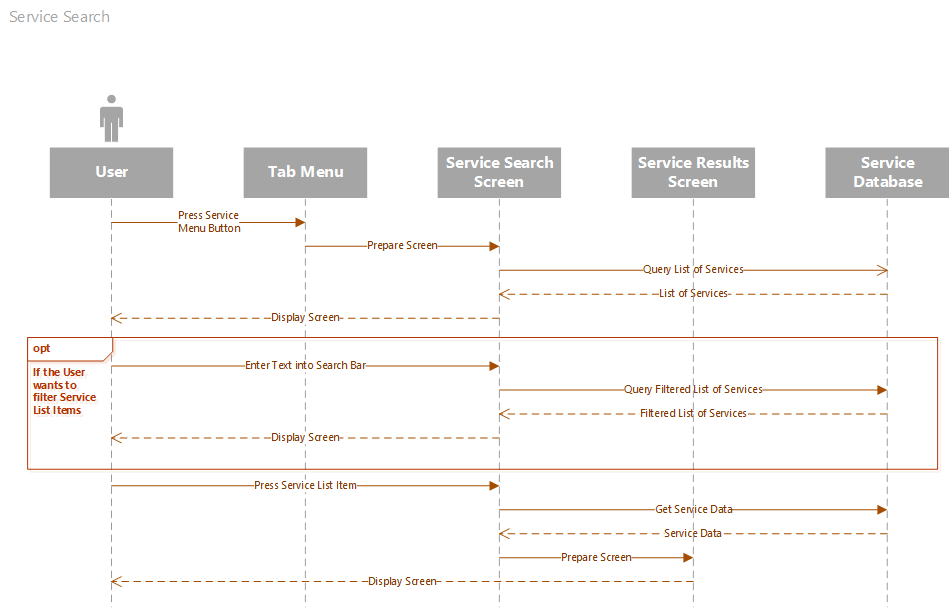 Service Search
User
Tab Menu
Service Search
Screen
Service Results
Screen
Service
Database
Press Service
Menu Button
Prepare Screen
Query List of Services
List of Services
Display Screen
opt
If the User
wants to
filter Service
List Items
Enter Text into Search Bar
Query Filtered List of Services
Filtered List of Services
Display Screen
Press Service List Item
Get Service Data
Service Data
Prepare Screen
Display Screen